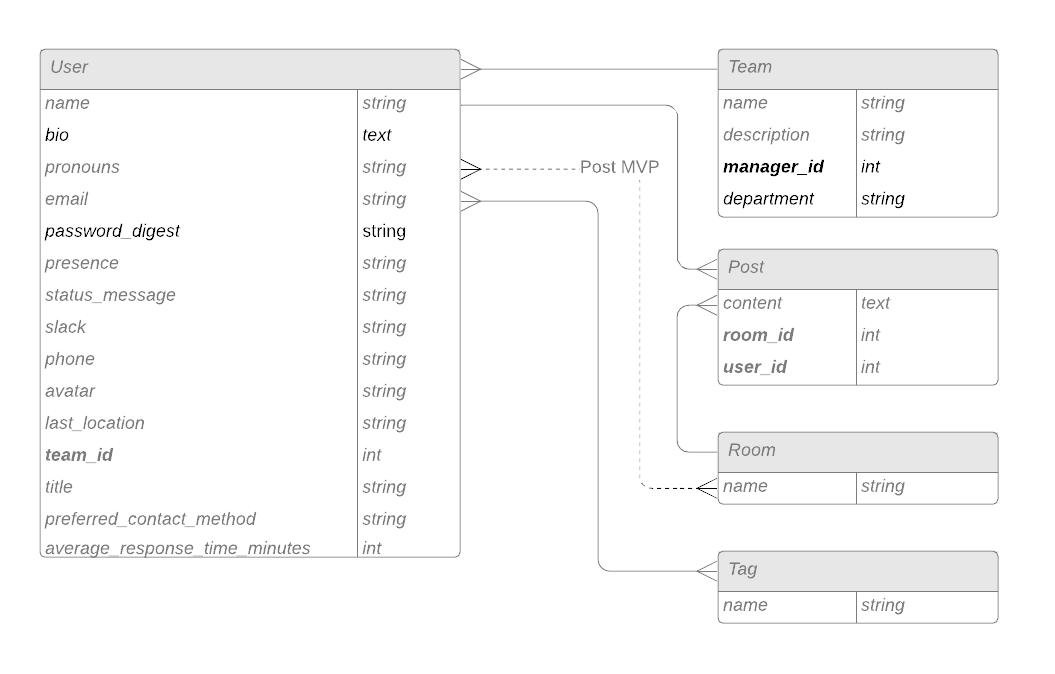 User
name string
bio text
pronouns string
email string
password_digest string
presence string
status_message string
slack string
phone string
avatar string
last_location string
team_id int
title string
preferred_contact_method string
average_response_time_minutes int
Post MVP
Team
name string
description string
manager_id int
department string
Post
content text
room_id int
user_id int
Room
name string
Tag
name string